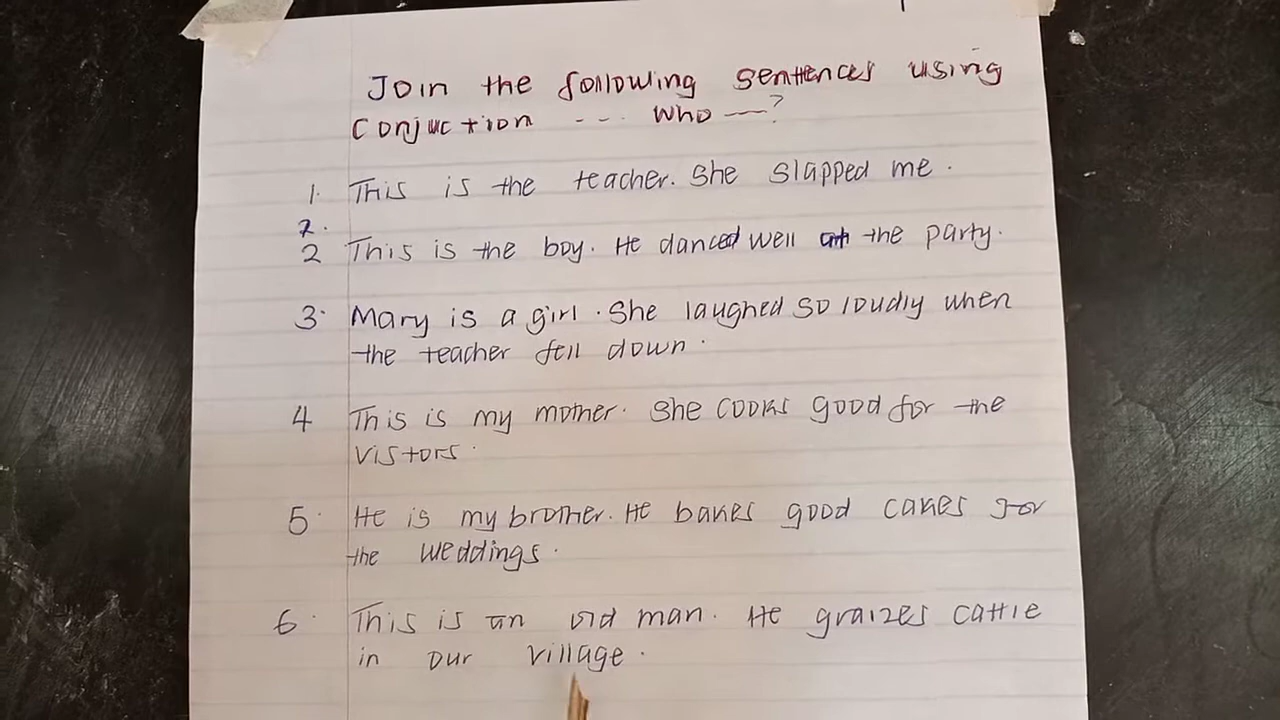 Join the following sentences using
conjuction --- who —?
1. This is the teacher. She slapped me.
2.
2 This is the boy. He danced well at the party.
3. Mary is a girl. She laughed so loudly when
the teacher fell down.
4 This is my mother. She cooks good for the
vistors.
5. He is my brother. He bakes good cakes for
the weddings.
6. This is an old man. He graizes cattle
in our village.